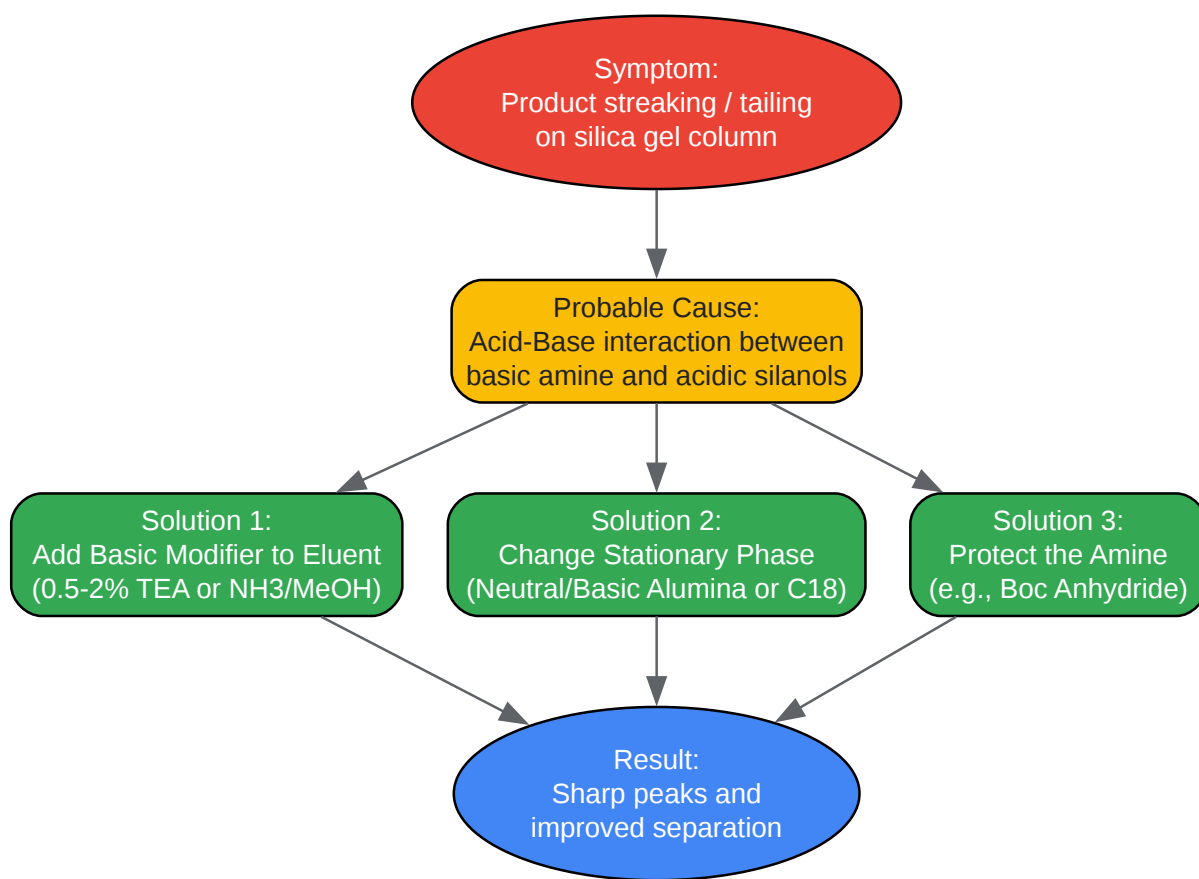 Symptom:
Product streaking / tailing
on silica gel column
Probable Cause:
Acid-Base interaction between
basic amine and acidic silanols
Solution 1:
Add Basic Modifier to Eluent
(0.5-2% TEA or NH3/MeOH)
Solution 2:
Change Stationary Phase
(Neutral/Basic Alumina or C18)
Solution 3:
Protect the Amine
(e.g., Boc Anhydride)
Result:
Sharp peaks and
improved separation